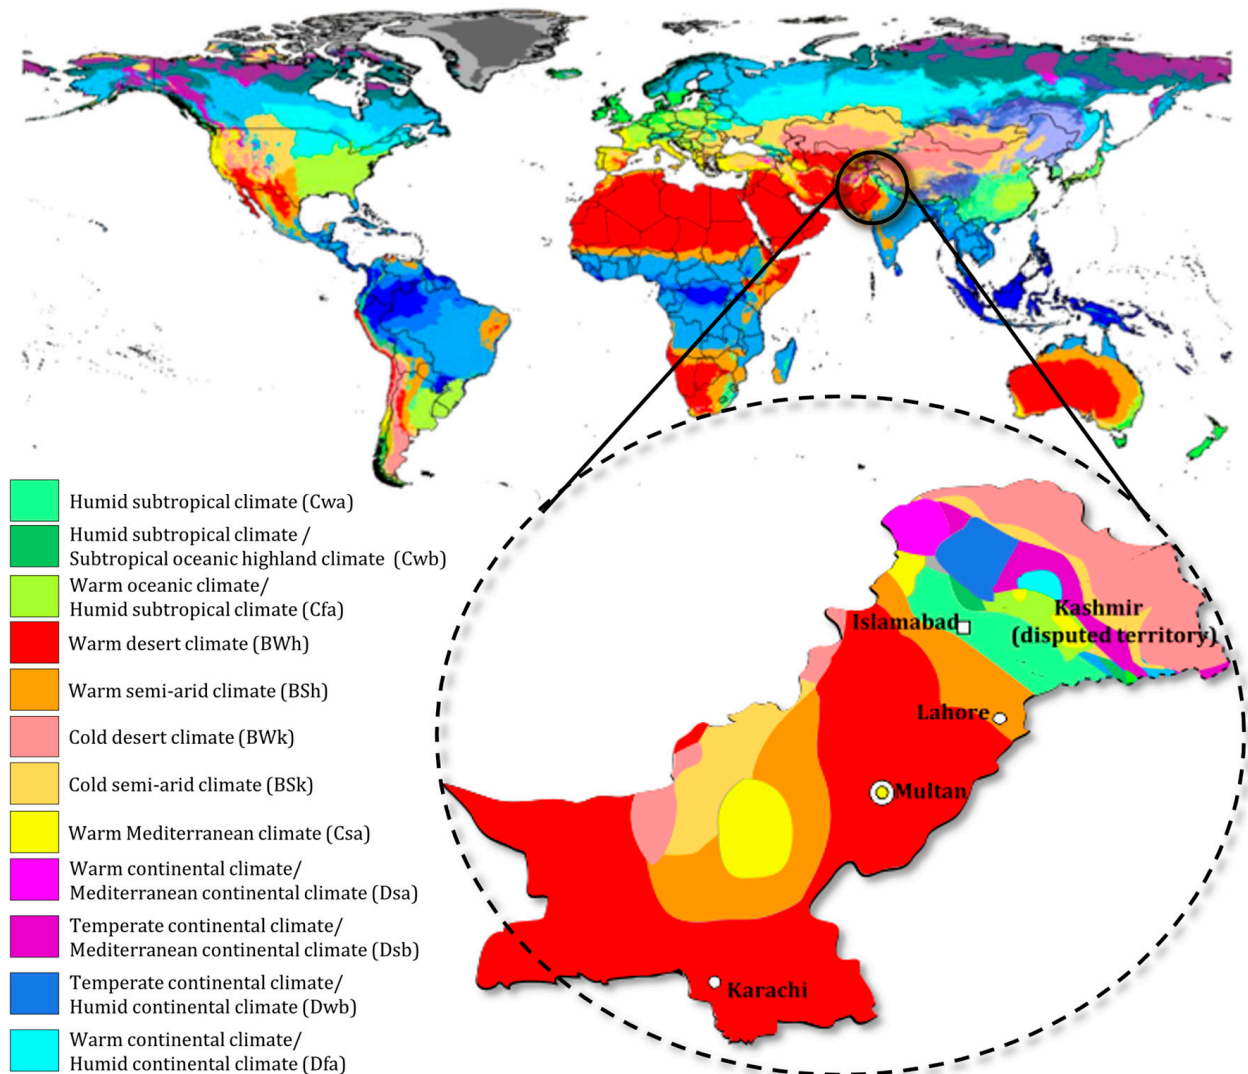 Humid subtropical climate (Cwa)
Humid subtropical climate /
Subtropical oceanic highland climate (Cwb)
Warm oceanic climate/
Humid subtropical climate (Cfa)
Warm desert climate (BWh)
Warm semi-arid climate (BSh)
Cold desert climate (BWk)
Cold semi-arid climate (BSk)
Warm Mediterranean climate (Csa)
Warm continental climate/
Mediterranean continental climate (Dsa)
Temperate continental climate/
Mediterranean continental climate (Dsb)
Temperate continental climate/
Humid continental climate (Dwb)
Warm continental climate/
Humid continental climate (Dfa)
Kashmir
(disputed territory)
Islamabad
Lahore
Multan
Karachi